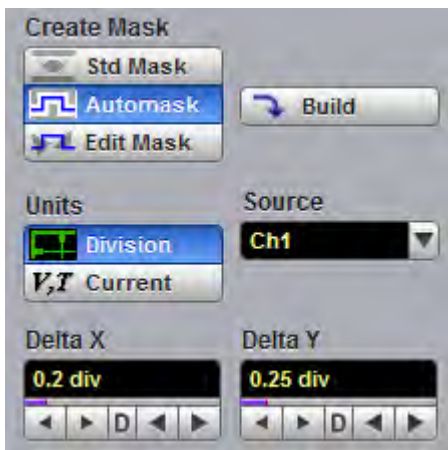 Create Mask
Std Mask
Automask
Build
Edit Mask
Units
Source
Division
Ch1
V,T Current
Delta X
Delta Y
0.2 div
0.25 div
D
D